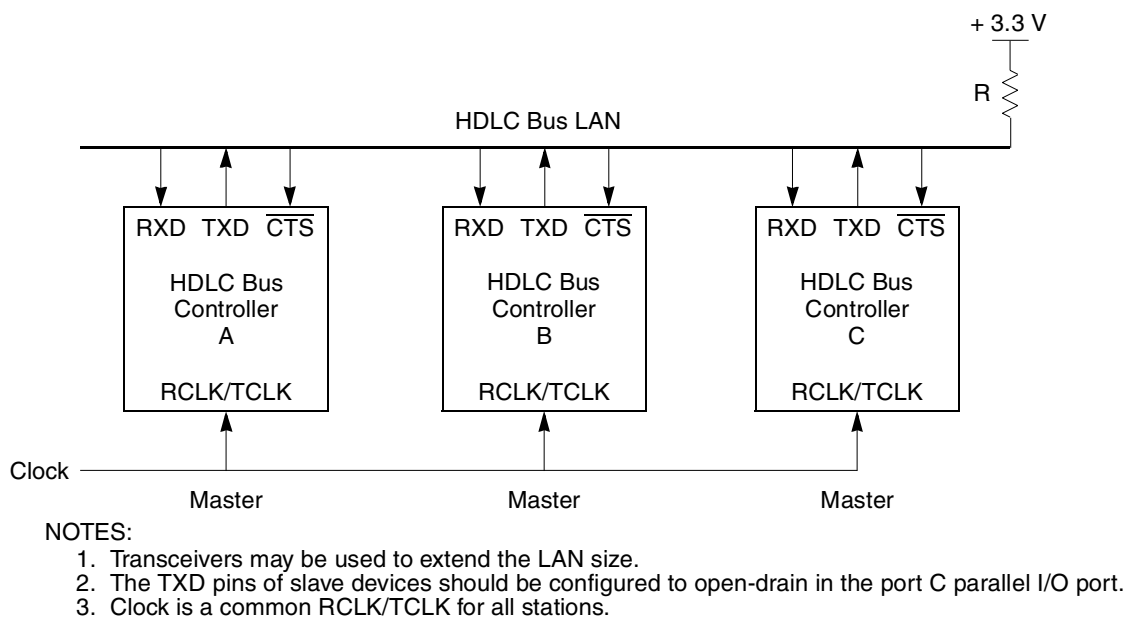 + 3.3 V
R
HDLC Bus LAN
RXD TXD CTS
HDLC Bus
Controller
A
RCLK/TCLK
RXD TXD CTS
HDLC Bus
Controller
B
RCLK/TCLK
RXD TXD CTS
HDLC Bus
Controller
C
RCLK/TCLK
Clock
Master
Master
Master
NOTES:
1. Transceivers may be used to extend the LAN size.
2. The TXD pins of slave devices should be configured to open-drain in the port C parallel I/O port.
3. Clock is a common RCLK/TCLK for all stations.